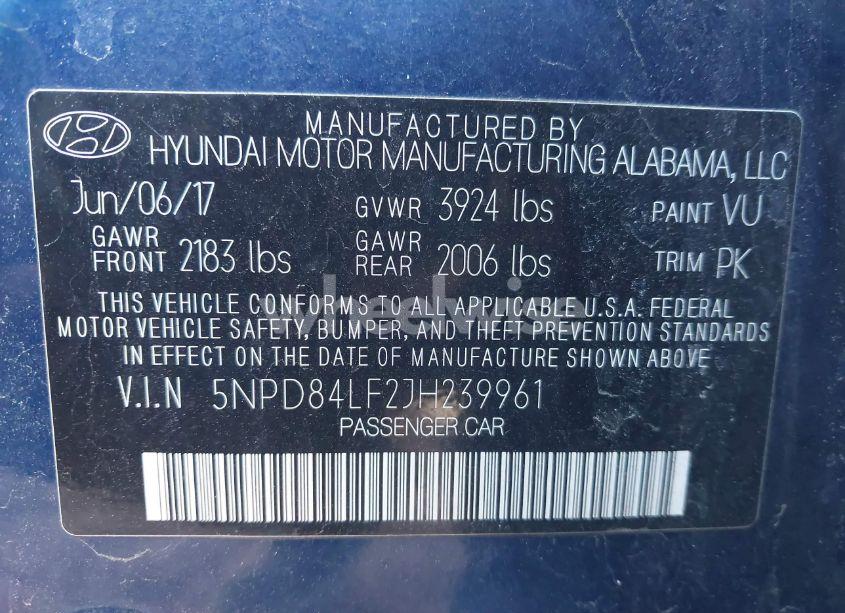 MANUFACTURED BY
HYUNDAI MOTOR MANUFACTURING ALABAMA, LLC
Jun/06/17 GVWR 3924 lbs PAINT VU
GAWR FRONT 2183 lbs GAWR REAR 2006 lbs TRIM PK
THIS VEHICLE CONFORMS TO ALL APPLICABLE U.S.A. FEDERAL
MOTOR VEHICLE SAFETY, BUMPER, AND THEFT PREVENTION STANDARDS
IN EFFECT ON THE DATE OF MANUFACTURE SHOWN ABOVE.
V.I.N 5NPD84LF2JH239961
PASSENGER CAR